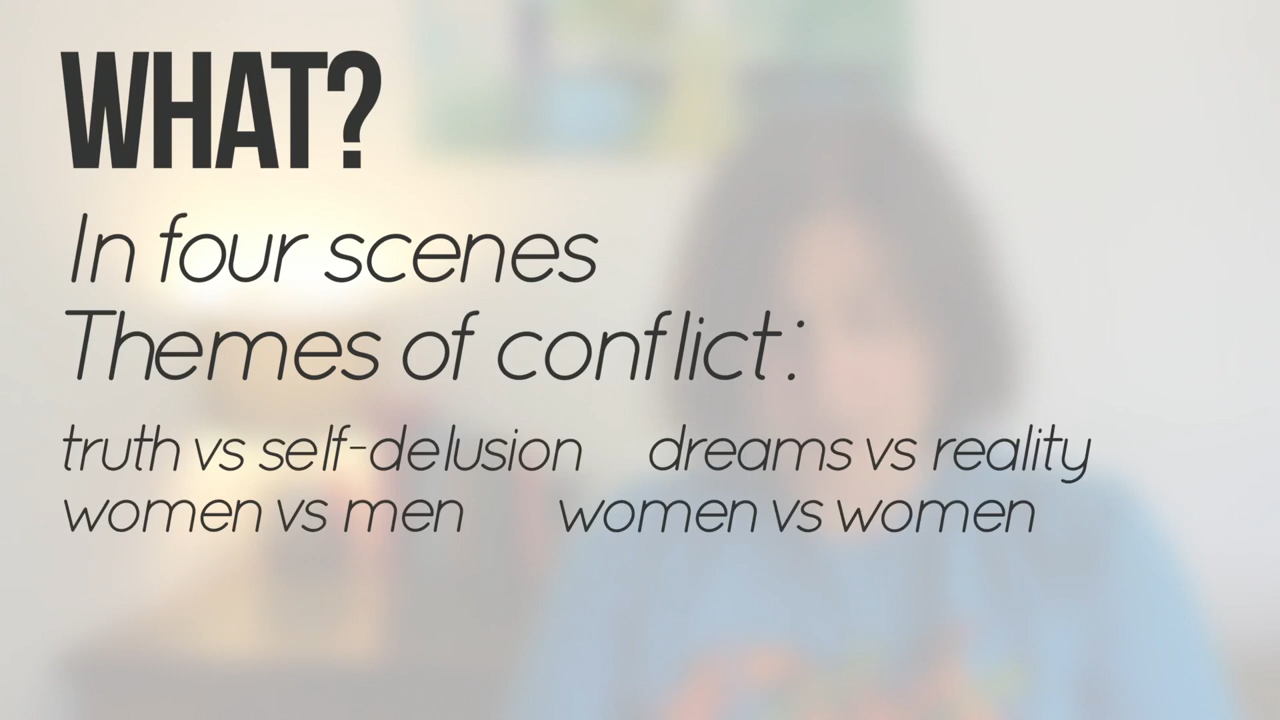 WHAT?
In four scenes
Themes of conflict:
truth vs self-delusion dreams vs reality
women vs men women vs women